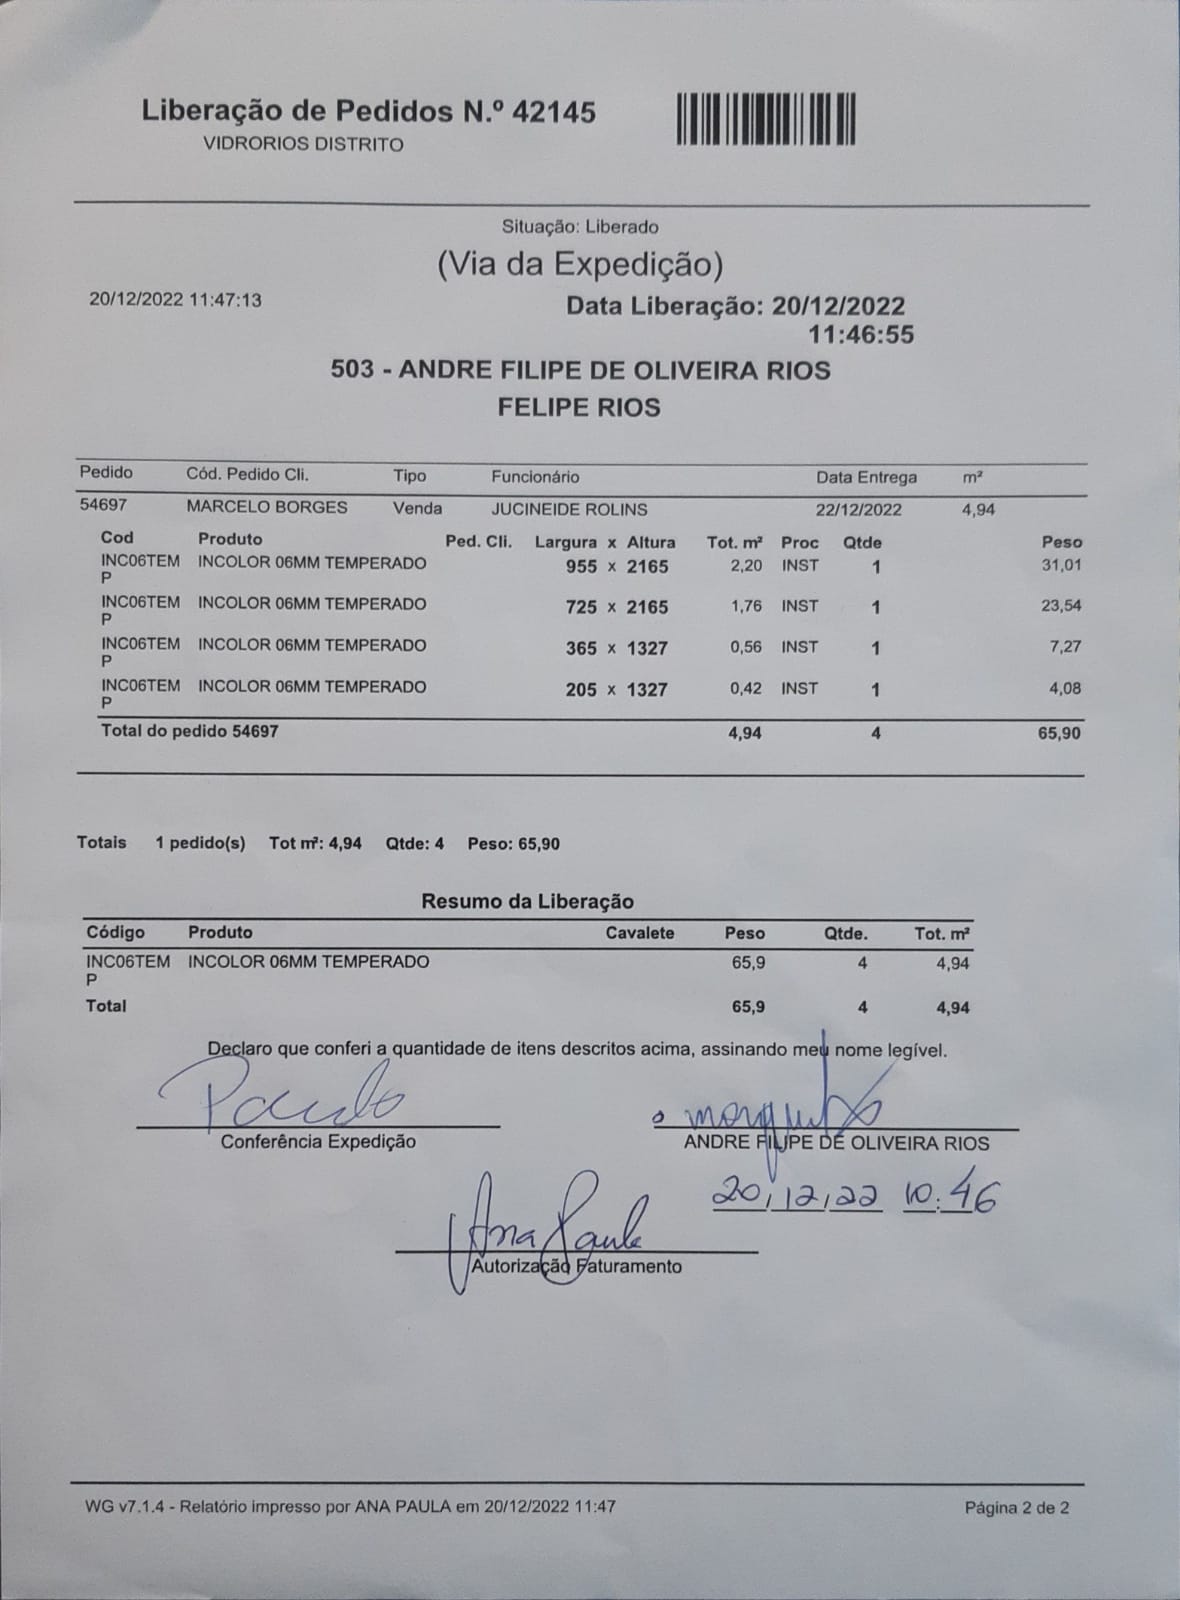 Liberação de Pedidos N.º 42145
VIDRORIOS DISTRITO
Situação: Liberado
(Via da Expedição)
20/12/2022 11:47:13
Data Liberação: 20/12/2022
11:46:55
503 - ANDRE FILIPE DE OLIVEIRA RIOS
FELIPE RIOS
Pedido Cód. Pedido Cli. Tipo Funcionário Data Entrega m²
54697 MARCELO BORGES Venda JUCINEIDE ROLINS 22/12/2022 4,94
Cod Produto Ped. Cli. Largura x Altura Tot. m² Proc Qtde Peso
INC06TEM INCOLOR 06MM TEMPERADO 955 x 2165 2,20 INST 1 31,01
P
INC06TEM INCOLOR 06MM TEMPERADO 725 x 2165 1,76 INST 1 23,54
P
INC06TEM INCOLOR 06MM TEMPERADO 365 x 1327 0,56 INST 1 7,27
P
INC06TEM INCOLOR 06MM TEMPERADO 205 x 1327 0,42 INST 1 4,08
P
Total do pedido 54697 4,94 4 65,90
Totais 1 pedido(s) Tot m²: 4,94 Qtde: 4 Peso: 65,90
Resumo da Liberação
Código Produto Cavalete Peso Qtde. Tot. m²
INC06TEM INCOLOR 06MM TEMPERADO 65,9 4 4,94
P
Total 65,9 4 4,94
Declaro que conferi a quantidade de itens descritos acima, assinando meu nome legível.
Paulo
Conferência Expedição
ANDRE FILIPE DE OLIVEIRA RIOS
20,12,22 10:46
Ana Paula
Autorização Faturamento
WG v7.1.4 - Relatório impresso por ANA PAULA em 20/12/2022 11:47
Página 2 de 2